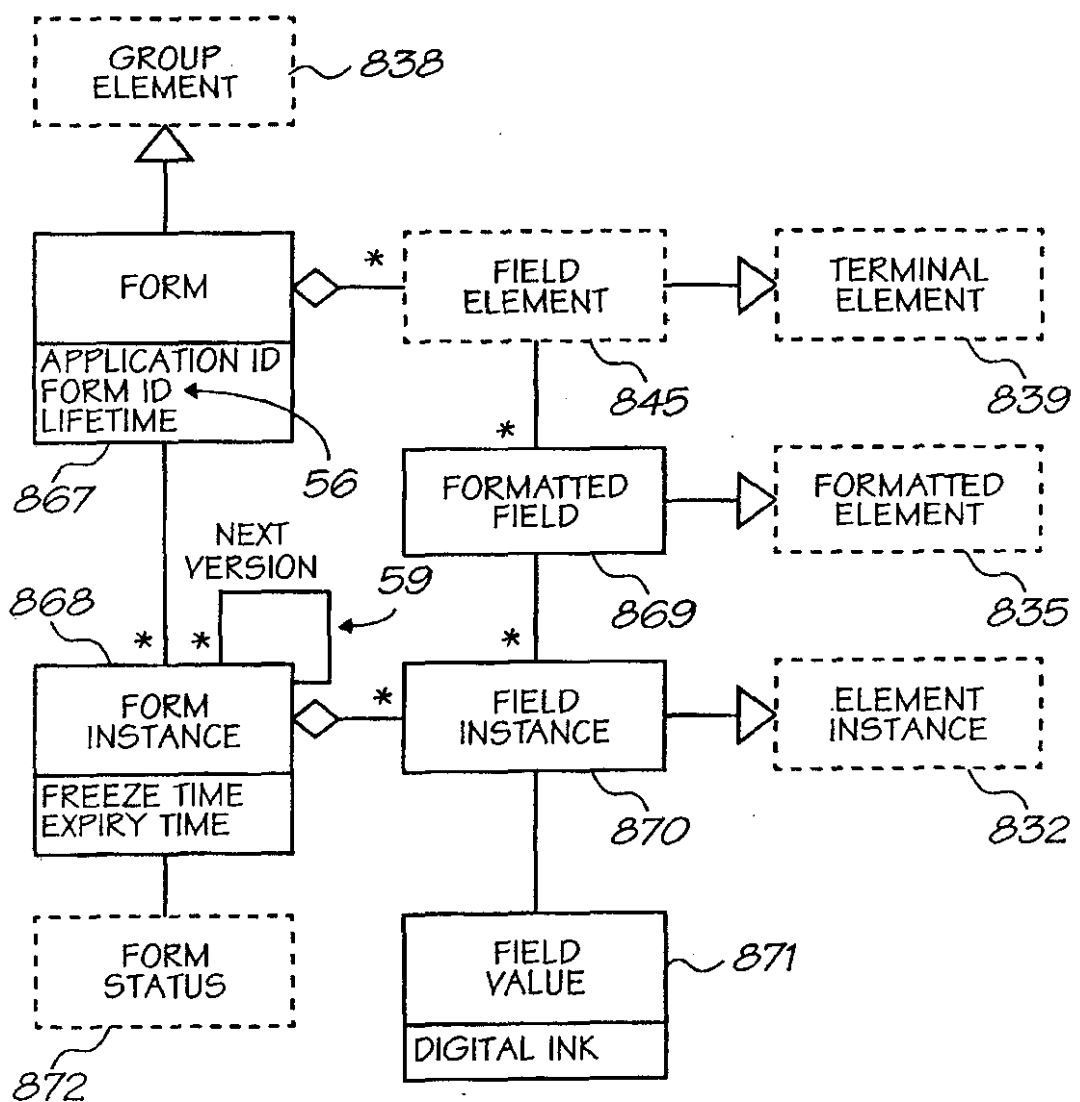 GROUP
ELEMENT
838
FORM
*
FIELD
ELEMENT
TERMINAL
ELEMENT
APPLICATION ID
FORM ID
LIFETIME
845
839
867
56
*
FORMATTED
FIELD
FORMATTED
ELEMENT
NEXT
VERSION
59
869
835
868
*
*
*
*
FORM
INSTANCE
FIELD
INSTANCE
ELEMENT
INSTANCE
FREEZE TIME
EXPIRY TIME
870
832
FORM
STATUS
FIELD
VALUE
871
DIGITAL INK
872